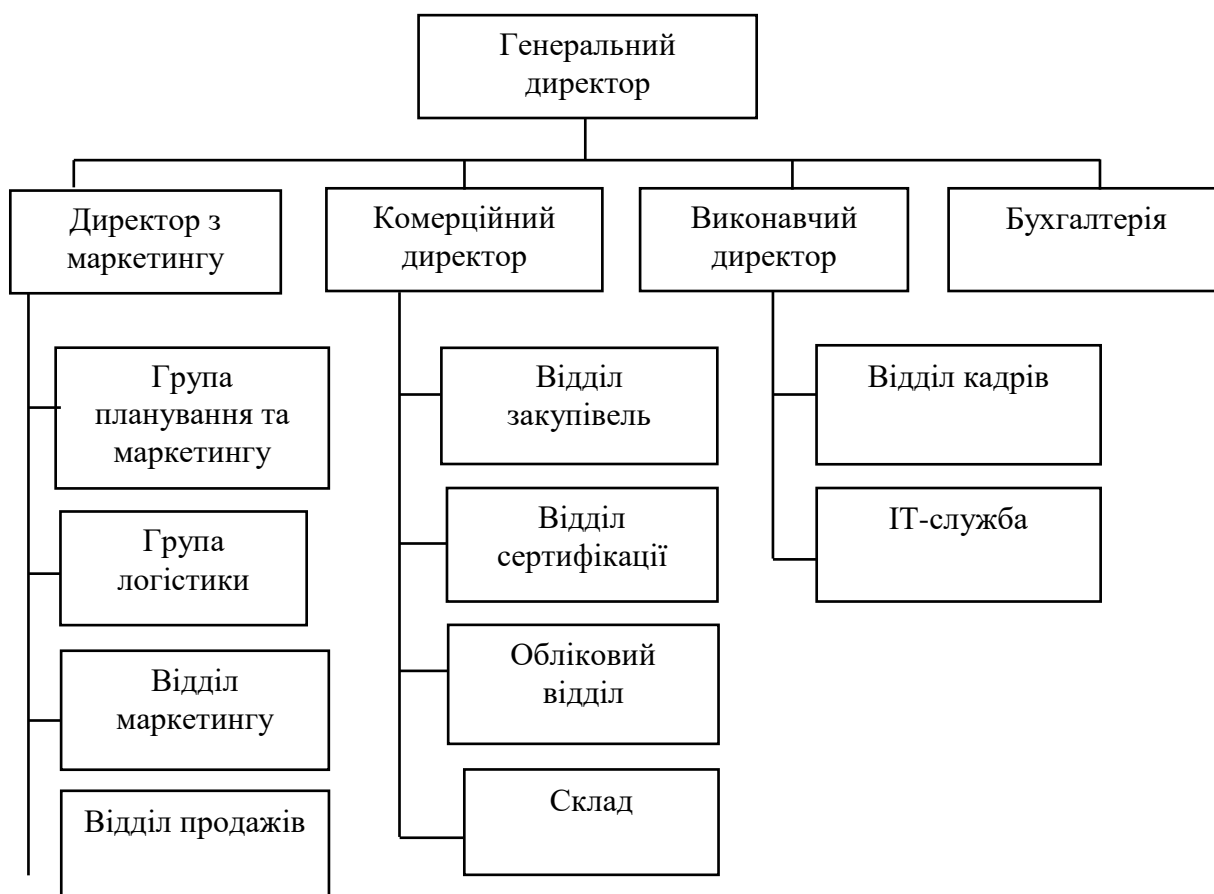 Генеральний
директор
Директор з
маркетингу
Комерційний
директор
Виконавчий
директор
Бухгалтерія
Група
планування та
маркетингу
Група
логістики
Відділ
маркетингу
Відділ продажів
Відділ
закупівель
Відділ
сертифікації
Обліковий
відділ
Склад
Відділ кадрів
ІТ-служба